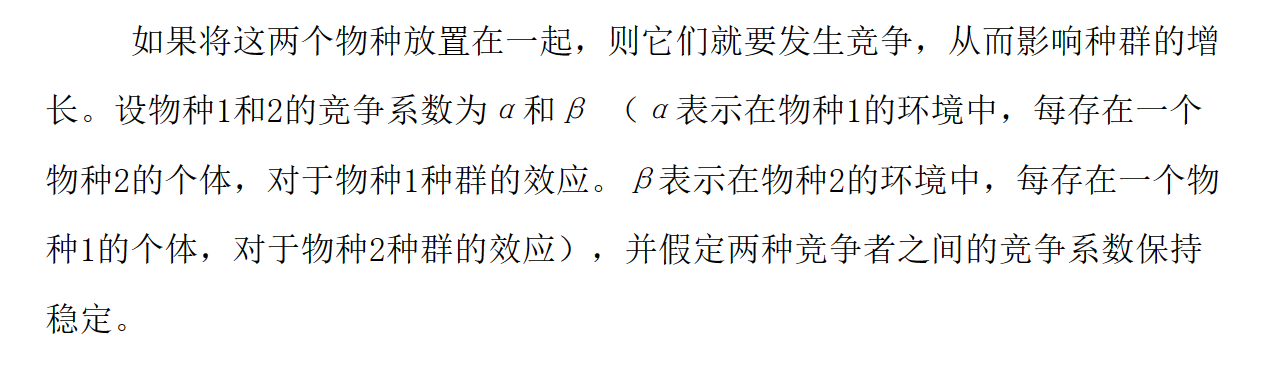 如果将这两个物种放置在一起，则它们就要发生竞争，从而影响种群的增
长。设物种1和2的竞争系数为α和β （α表示在物种1的环境中，每存在一个
物种2的个体，对于物种1种群的效应。β表示在物种2的环境中，每存在一个物
种1的个体，对于物种2种群的效应），并假定两种竞争者之间的竞争系数保持
稳定。